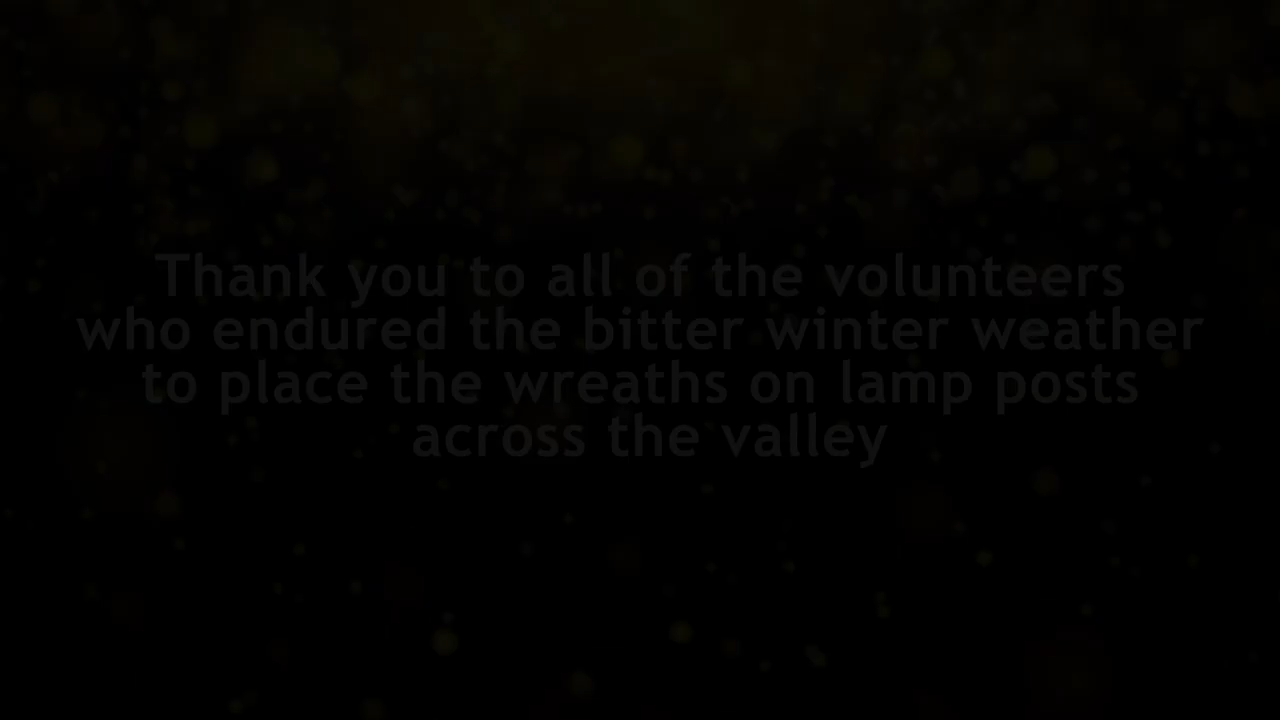 Thank you to all of the volunteers
who endured the bitter winter weather
to place the wreaths on lamp posts
across the valley